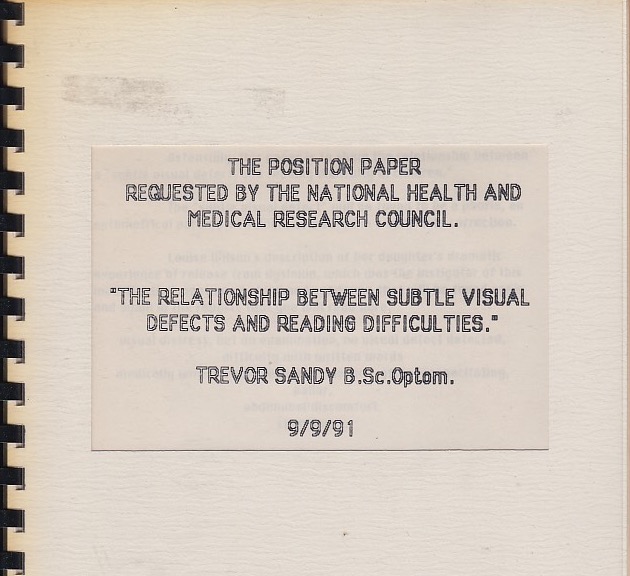 THE POSITION PAPER
REQUESTED BY THE NATIONAL HEALTH AND
MEDICAL RESEARCH COUNCIL.
"THE RELATIONSHIP BETWEEN SUBTLE VISUAL
DEFECTS AND READING DIFFICULTIES."
TREVOR SANDY B.Sc.Optom.
9/9/91